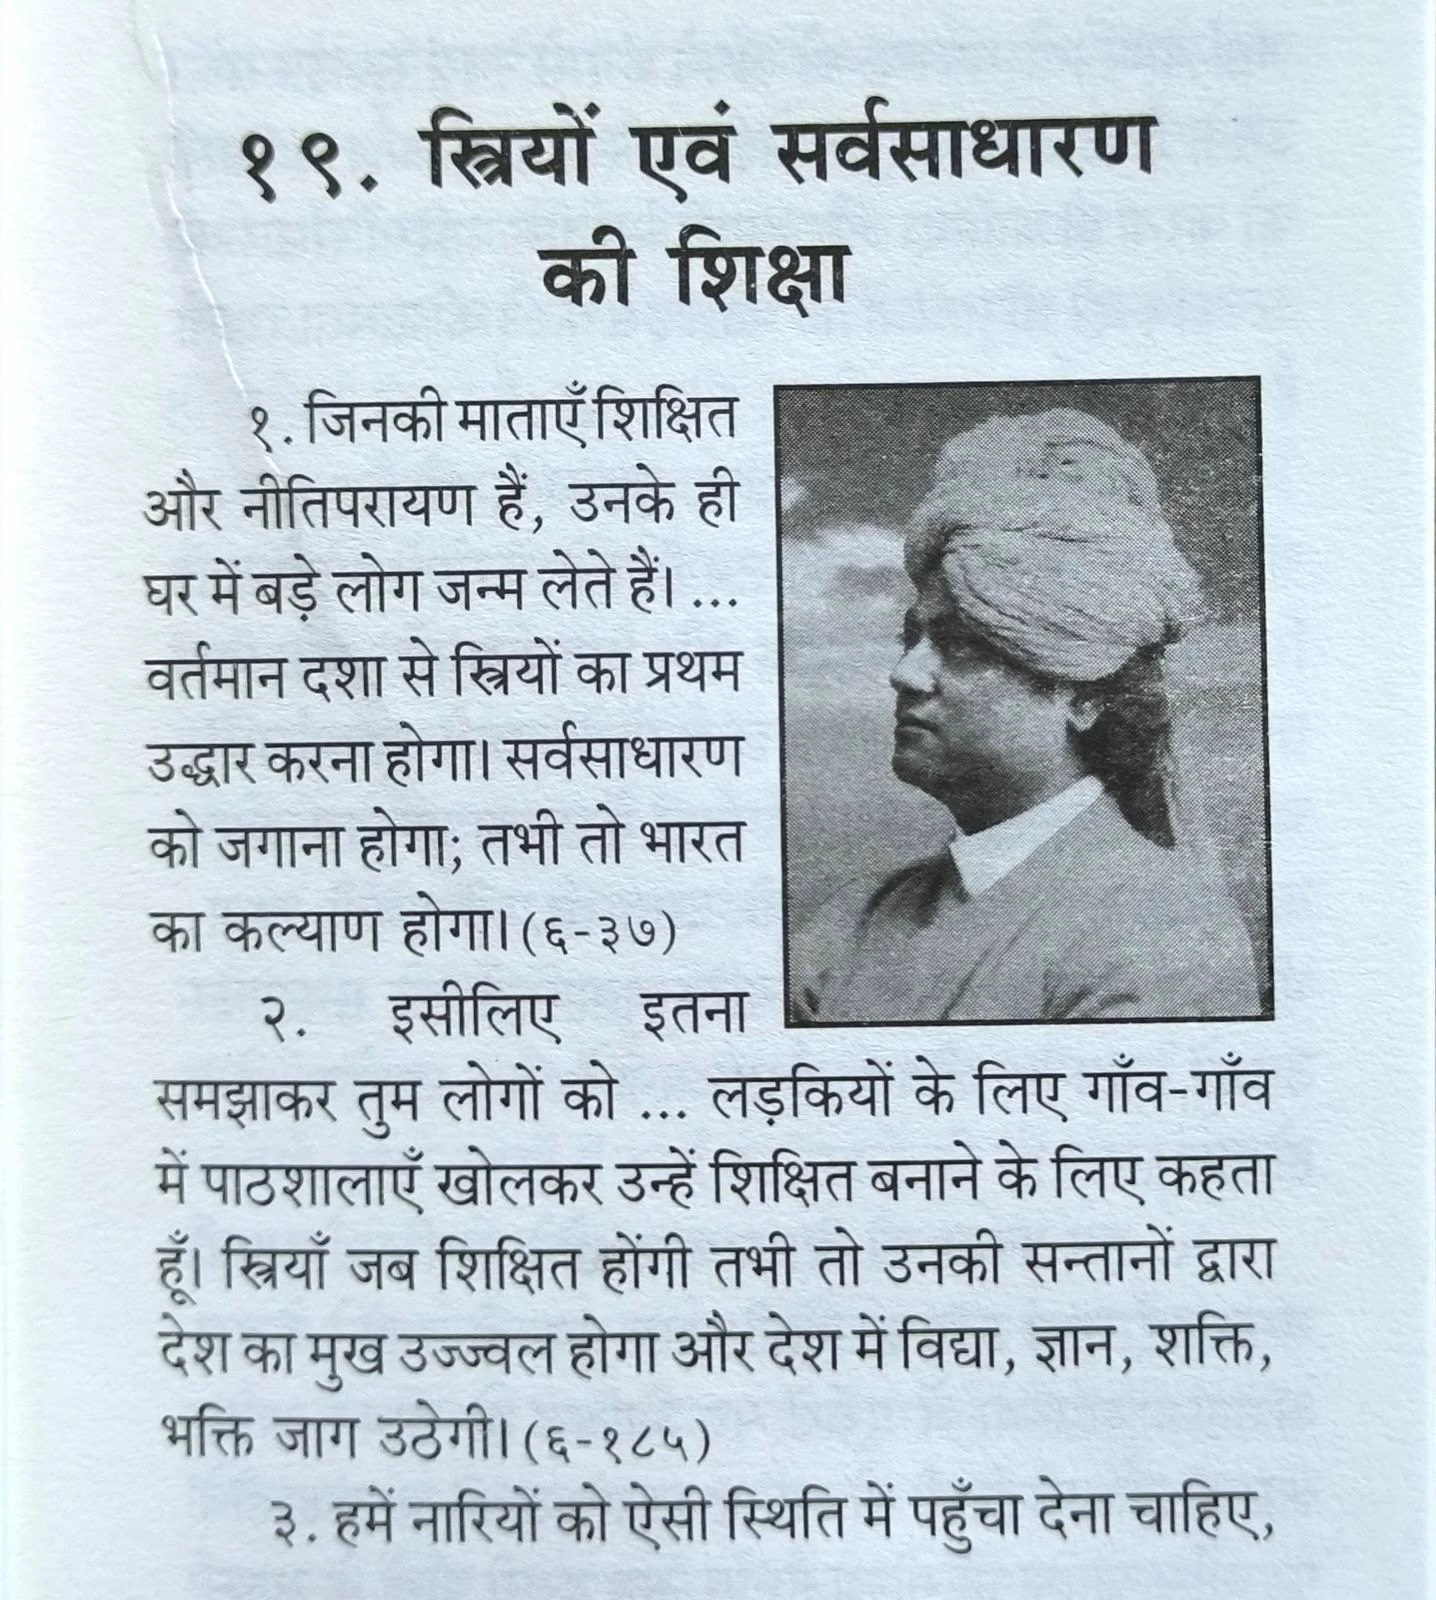 १९. स्त्रियों एवं सर्वसाधारण
की शिक्षा
१. जिनकी माताएँ शिक्षित
और नीतिपरायण हैं, उनके ही
घर में बड़े लोग जन्म लेते हैं। ...
वर्तमान दशा से स्त्रियों का प्रथम
उद्धार करना होगा। सर्वसाधारण
को जगाना होगा; तभी तो भारत
का कल्याण होगा। (६-३७)
२. इसीलिए इतना
समझाकर तुम लोगों को ... लड़कियों के लिए गाँव-गाँव
में पाठशालाएँ खोलकर उन्हें शिक्षित बनाने के लिए कहता
हूँ। स्त्रियाँ जब शिक्षित होंगी तभी तो उनकी सन्तानों द्वारा
देश का मुख उज्ज्वल होगा और देश में विद्या, ज्ञान, शक्ति,
भक्ति जाग उठेगी। (६-१८५)
३. हमें नारियों को ऐसी स्थिति में पहुँचा देना चाहिए,